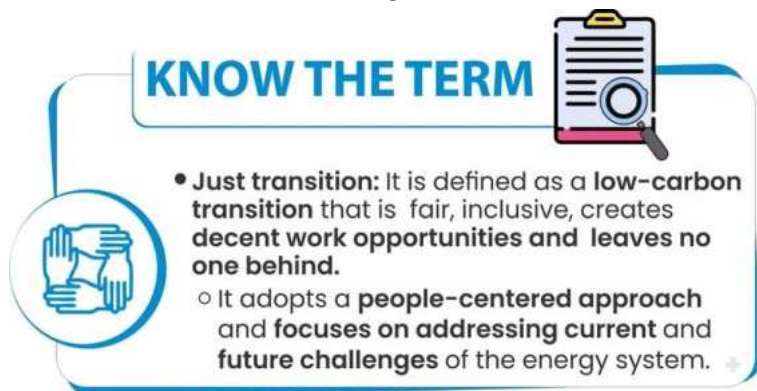 KNOW THE TERM
• Just transition: It is defined as a low-carbon
transition that is fair, inclusive, creates
decent work opportunities and leaves no
one behind.
○ It adopts a people-centered approach
and focuses on addressing current and
future challenges of the energy system.